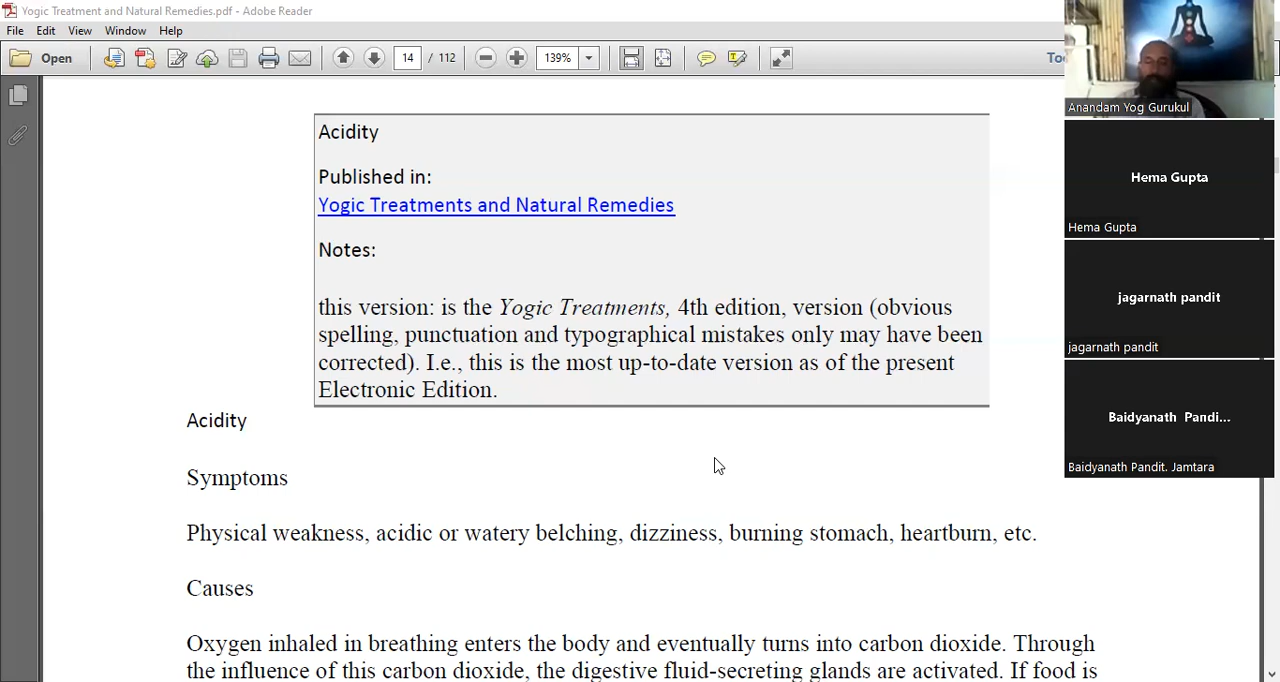 Yogic Treatment and Natural Remedies.pdf - Adobe Reader
File Edit View Window Help
Open 14 / 112 139%
Acidity
Published in:
Yogic Treatments and Natural Remedies
Notes:
this version: is the Yogic Treatments, 4th edition, version (obvious
spelling, punctuation and typographical mistakes only may have been
corrected). I.e., this is the most up-to-date version as of the present
Electronic Edition.
Acidity
Symptoms
Physical weakness, acidic or watery belching, dizziness, burning stomach, heartburn, etc.
Causes
Oxygen inhaled in breathing enters the body and eventually turns into carbon dioxide. Through
the influence of this carbon dioxide, the digestive fluid-secreting glands are activated. If food is
Anandam Yog Gurukul
Hema Gupta
Hema Gupta
jagarnath pandit
jagarnath pandit
Baidyanath Pandi...
Baidyanath Pandit. Jamtara